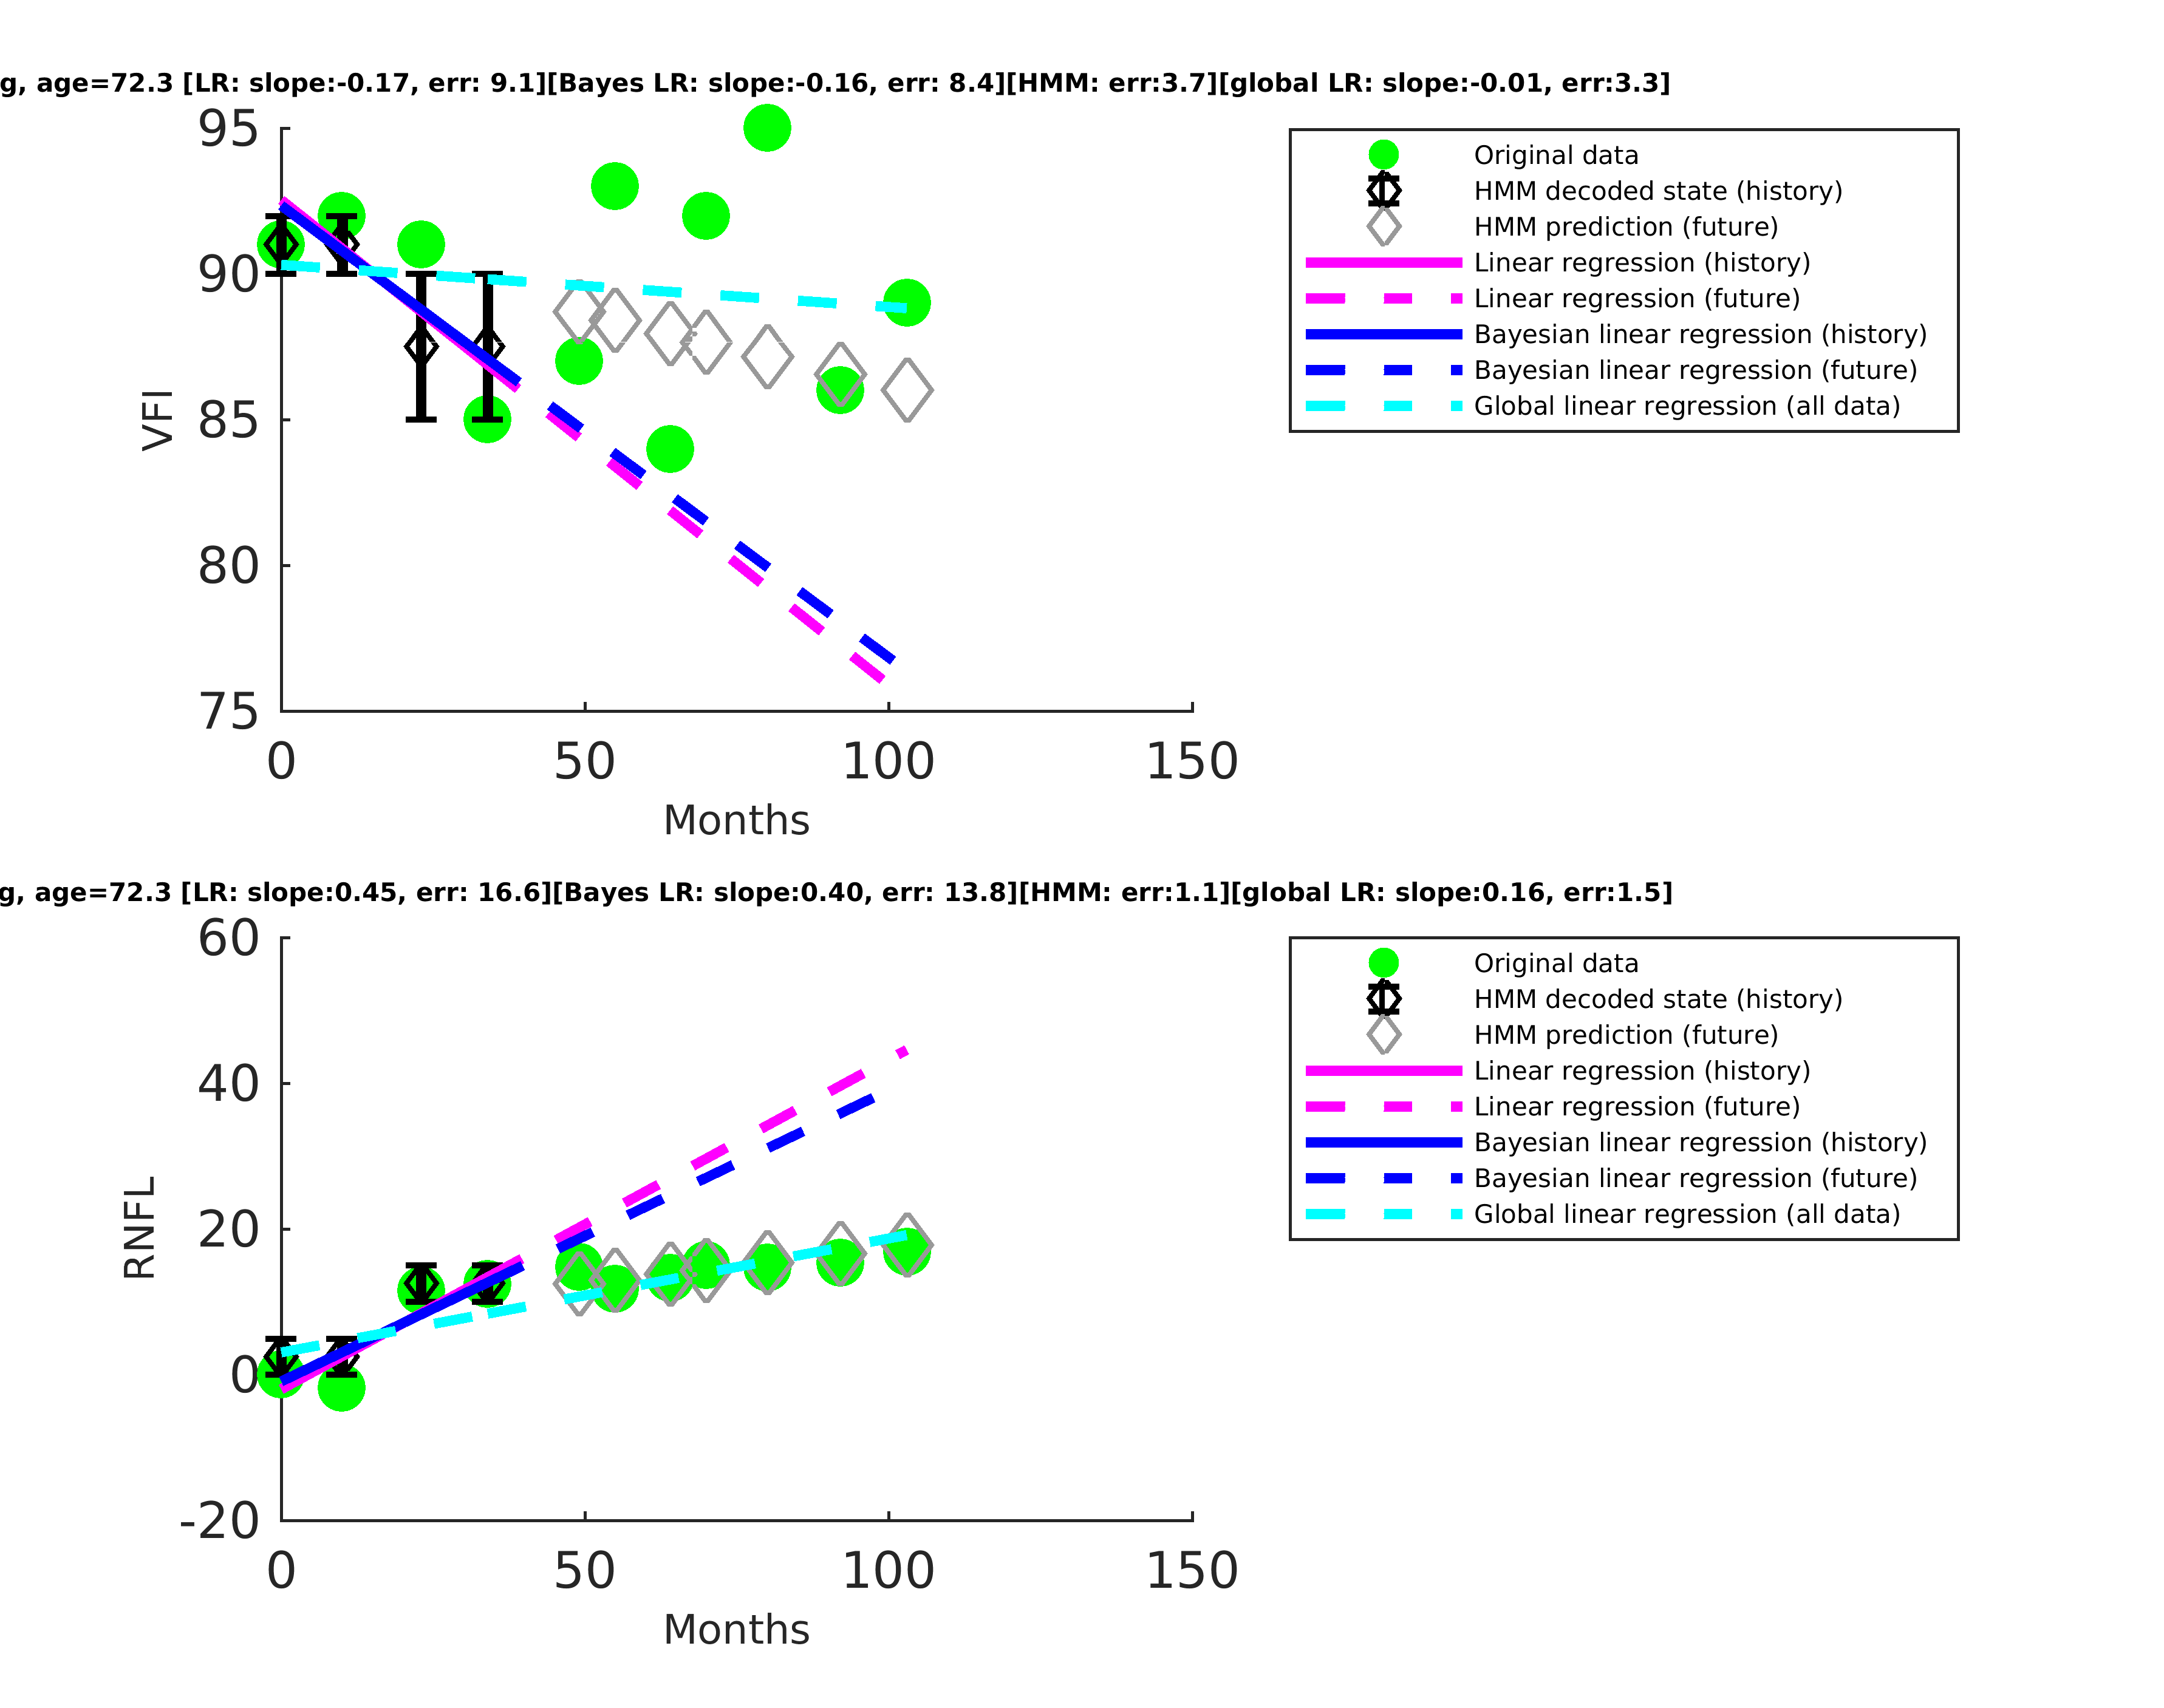 g, age=72.3 [LR: slope:-0.17, err: 9.1][Bayes LR: slope:-0.16, err: 8.4][HMM: err:3.7][global LR: slope:-0.01, err:3.3]
95
90
85
80
75
VFI
0 50 100 150
Months
Original data
HMM decoded state (history)
HMM prediction (future)
Linear regression (history)
Linear regression (future)
Bayesian linear regression (history)
Bayesian linear regression (future)
Global linear regression (all data)
g, age=72.3 [LR: slope:0.45, err: 16.6][Bayes LR: slope:0.40, err: 13.8][HMM: err:1.1][global LR: slope:0.16, err:1.5]
60
40
20
0
-20
RNFL
0 50 100 150
Months
Original data
HMM decoded state (history)
HMM prediction (future)
Linear regression (history)
Linear regression (future)
Bayesian linear regression (history)
Bayesian linear regression (future)
Global linear regression (all data)